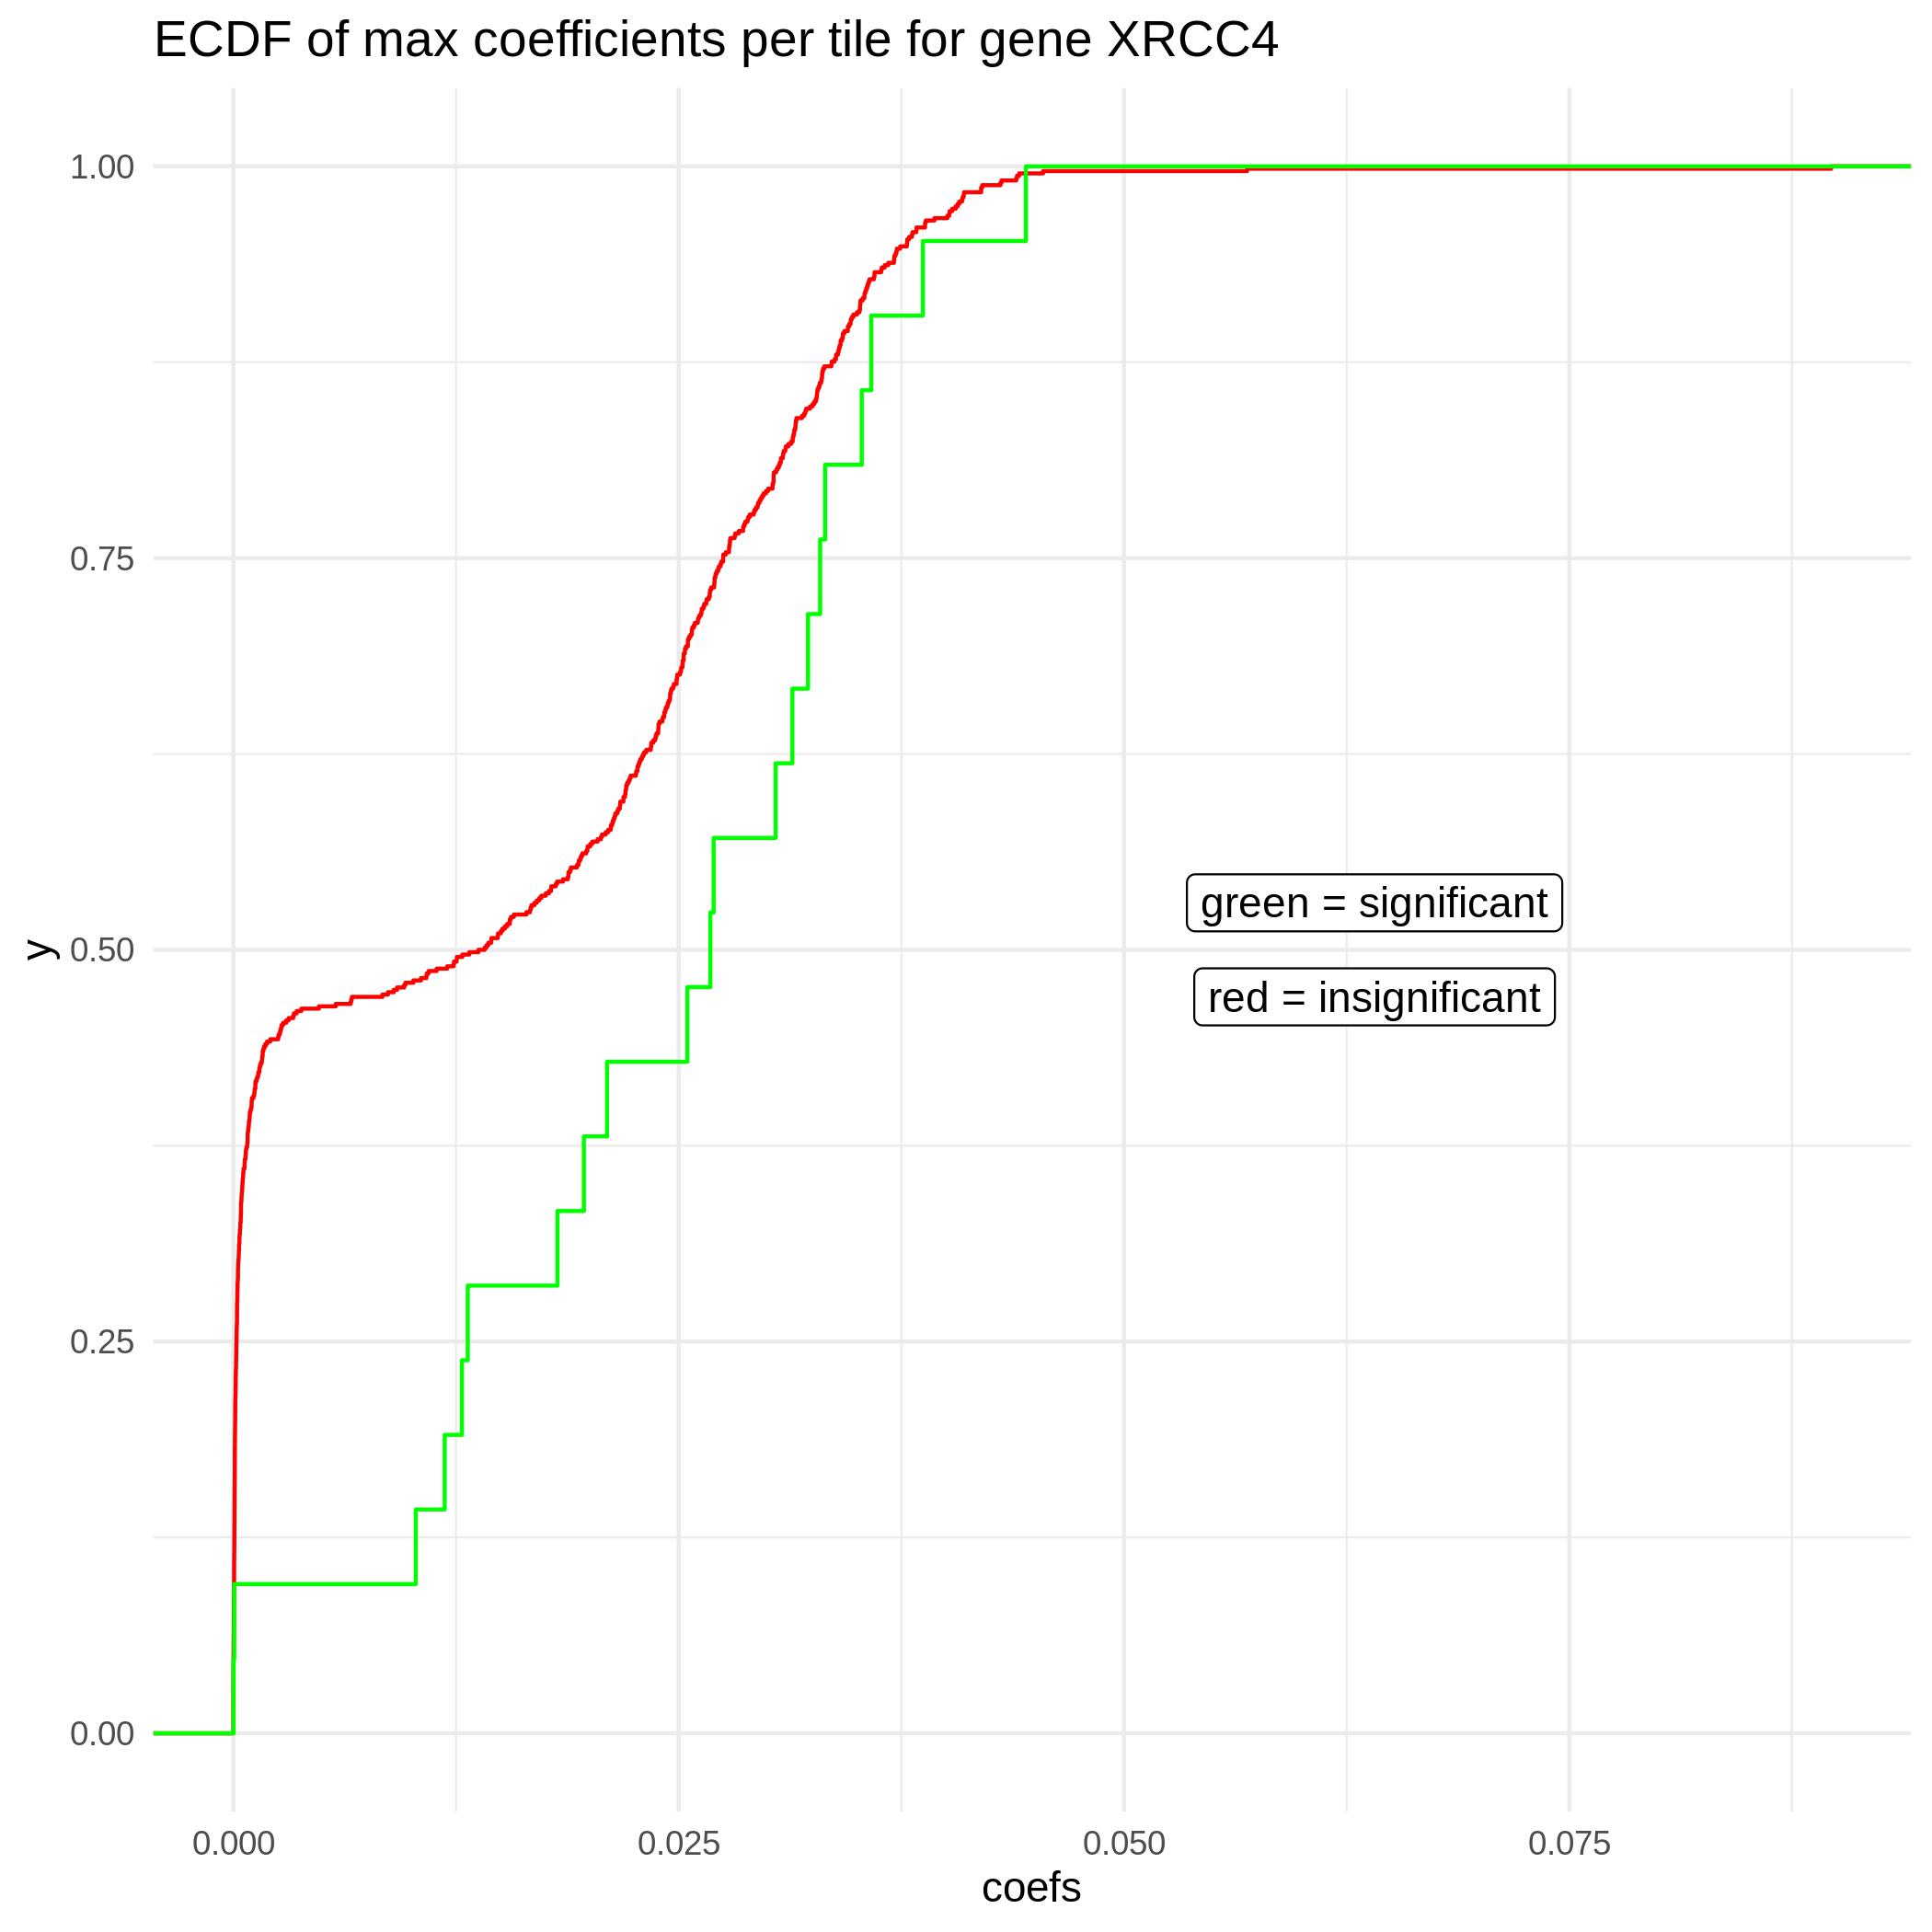 ECDF of max coefficients per tile for gene XRCC4
1.00
0.75
0.50
0.25
0.00
y
green = significant
red = insignificant
0.000 0.025 0.050 0.075
coefs